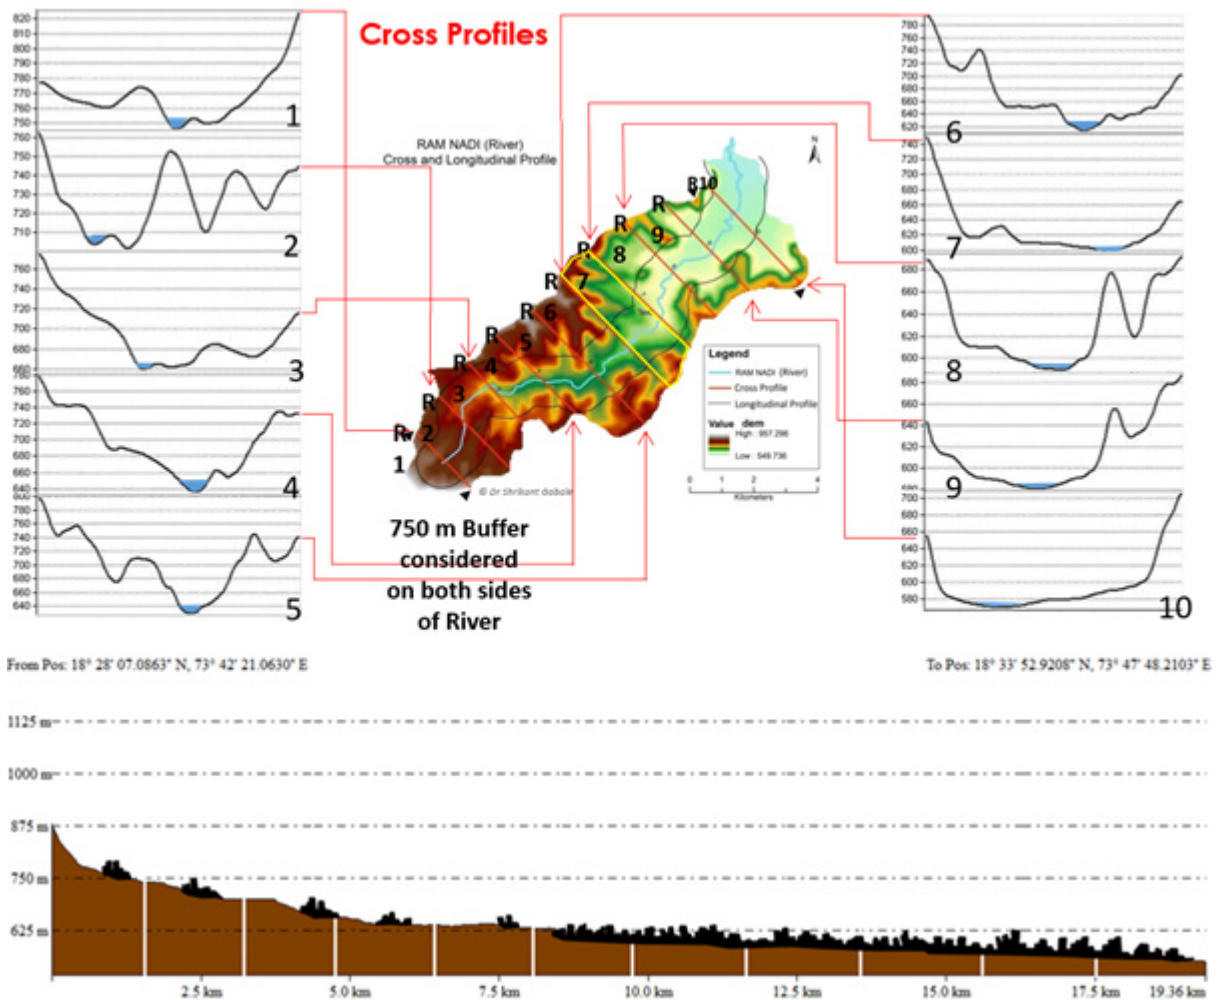 Cross Profiles
RAM NADI (River)
Cross and Longitudinal Profile
820
810
800
790
780
770
760
750
1
760
740
730
710
2
760
740
720
700
680
660
3
780
760
740
720
700
680
660
640
4
800
780
760
740
720
700
680
660
640
5
780
760
740
700
680
660
640
620
6
740
700
680
660
640
620
600
7
680
660
640
620
600
8
680
660
640
620
600
580
9
700
680
660
640
620
600
580
10
N
R10
R
9
R
8
R
7
R
6
R
5
R
4
R
3
R
2
R
1
Legend
RAM NADI (River)
Cross Profile
Longitudinal Profile
Value dem
High : 957.296
Low : 549.736
0 1 2 4
Kilometers
© Dr Shrikant Gabale
750 m Buffer
considered
on both sides
of River
From Pos: 18° 28' 07.0863" N, 73° 42' 21.0630" E
To Pos: 18° 33' 52.9208" N, 73° 47' 48.2103" E
1125 m
1000 m
875 m
750 m
625 m
2.5 km 5.0 km 7.5 km 10.0 km 12.5 km 15.0 km 17.5 km 19.36 km